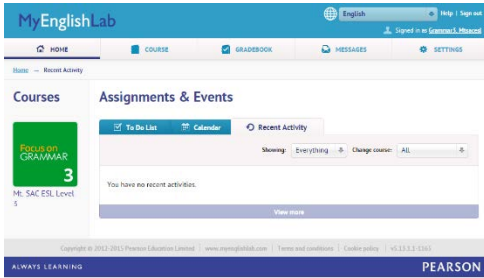 MyEnglishLab
English
Help | Sign out
Signed in as Grammar3, Mtsacesl
HOME
COURSE
GRADEBOOK
MESSAGES
SETTINGS
Home → Recent Activity
Courses
Assignments & Events
To Do List
Calendar
Recent Activity
Showing: Everything Change course: ALL
Focus on
GRAMMAR
3
You have no recent activities.
Mt. SAC ESL Level
3
View more
Copyright © 2012-2013 Pearson Education Limited | www.myenglishlab.com | Terms and conditions | Cookie policy |
ALWAYS LEARNING
PEARSON